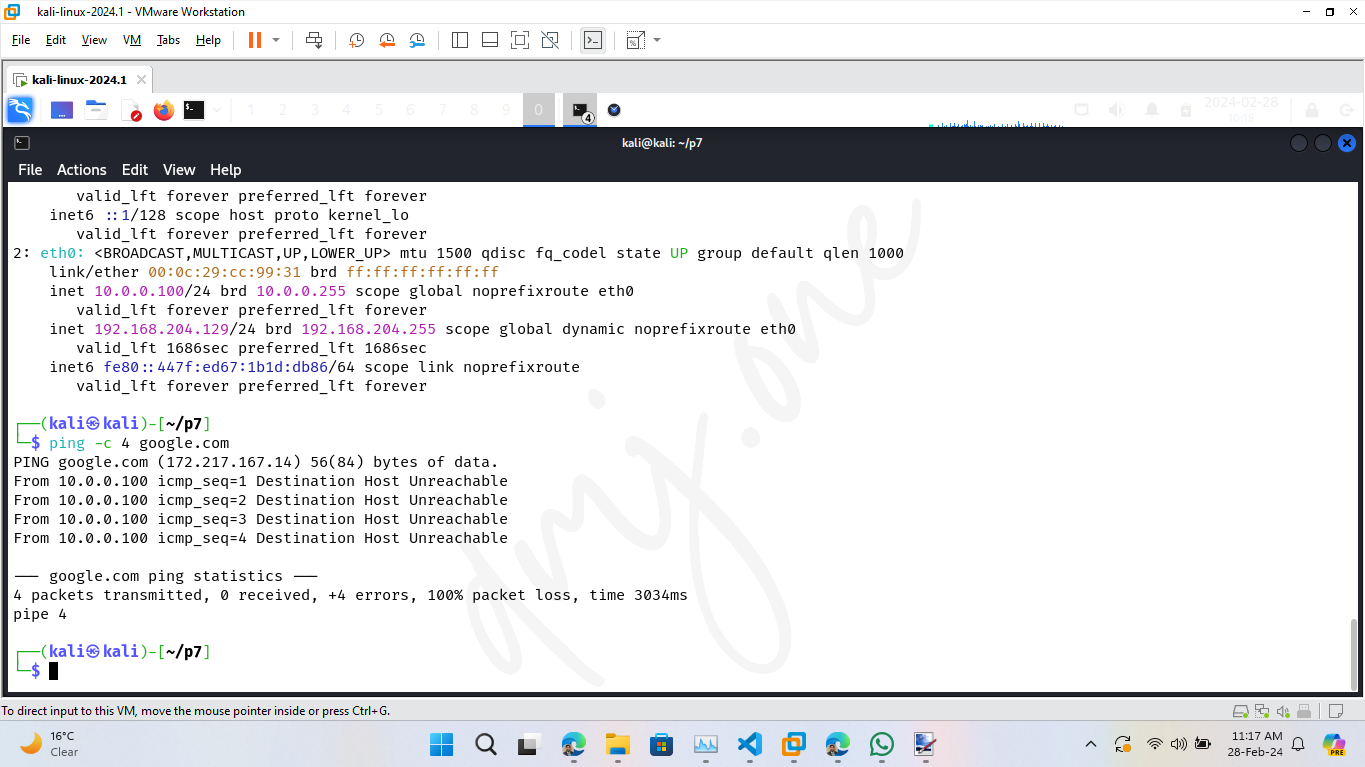 kali-linux-2024.1 - VMware Workstation
File Edit View VM Tabs Help
kali-linux-2024.1
1 2 3 4 5 6 7 8 9 0 4 2024-02-28
10:18
kali@kali: ~/p7
File Actions Edit View Help
valid_lft forever preferred_lft forever
inet6 ::1/128 scope host proto kernel_lo
valid_lft forever preferred_lft forever
2: eth0: <BROADCAST,MULTICAST,UP,LOWER_UP> mtu 1500 qdisc fq_codel state UP group default qlen 1000
link/ether 00:0c:29:cc:99:31 brd ff:ff:ff:ff:ff:ff
inet 10.0.0.100/24 brd 10.0.0.255 scope global noprefixroute eth0
valid_lft forever preferred_lft forever
inet 192.168.204.129/24 brd 192.168.204.255 scope global dynamic noprefixroute eth0
valid_lft 1686sec preferred_lft 1686sec
inet6 fe80::447f:ed67:1b1d:db86/64 scope link noprefixroute
valid_lft forever preferred_lft forever
┌──(kali㉿kali)-[~/p7]
└─$ ping -c 4 google.com
PING google.com (172.217.167.14) 56(84) bytes of data.
From 10.0.0.100 icmp_seq=1 Destination Host Unreachable
From 10.0.0.100 icmp_seq=2 Destination Host Unreachable
From 10.0.0.100 icmp_seq=3 Destination Host Unreachable
From 10.0.0.100 icmp_seq=4 Destination Host Unreachable
--- google.com ping statistics ---
4 packets transmitted, 0 received, +4 errors, 100% packet loss, time 3034ms
pipe 4
┌──(kali㉿kali)-[~/p7]
└─$
dmj.one
To direct input to this VM, move the mouse pointer inside or press Ctrl+G.
16°C
Clear
11:17 AM
28-Feb-24
PRE